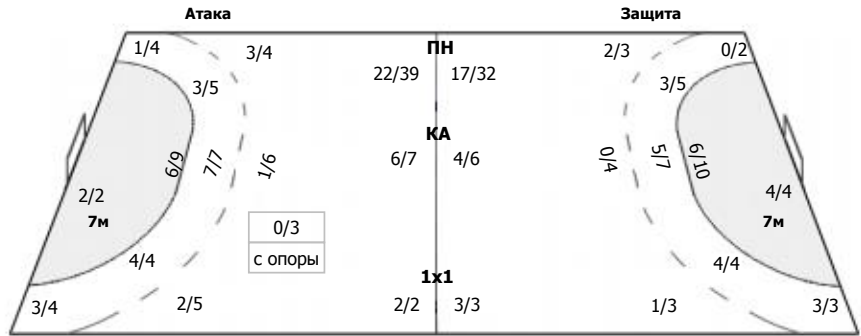 Атака Защита
1/4 3/4 ПН 2/3 0/2
22/39 17/32
3/5 3/5
КА
6/9 7/7 1/6 6/7 4/6 0/4 5/7 6/10
2/2 4/4
7м 7м
0/3
с опоры
4/4 4/4
1x1
3/4 2/5 2/2 3/3 1/3 3/3